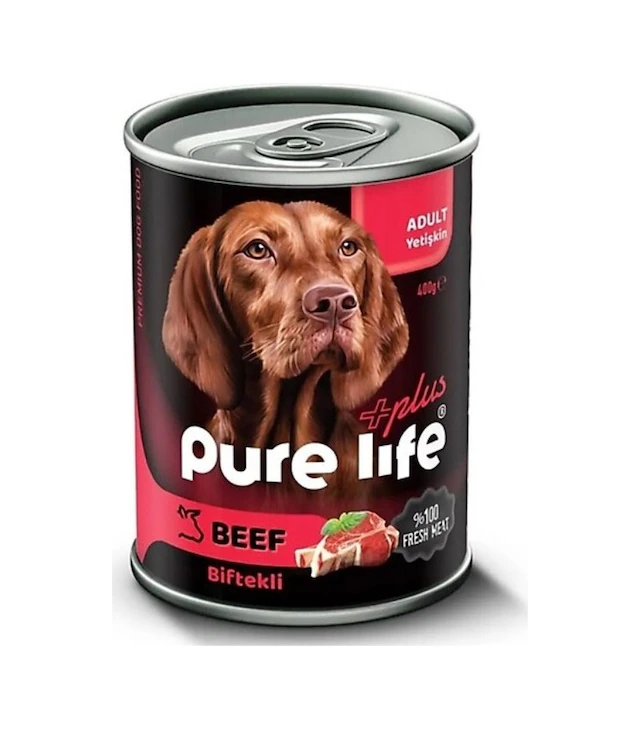 PREMIUM DOG FOOD
ADULT
Yetişkin
400g ℮
+plus
pure life®
BEEF
Biftekli
%100
FRESH MEAT